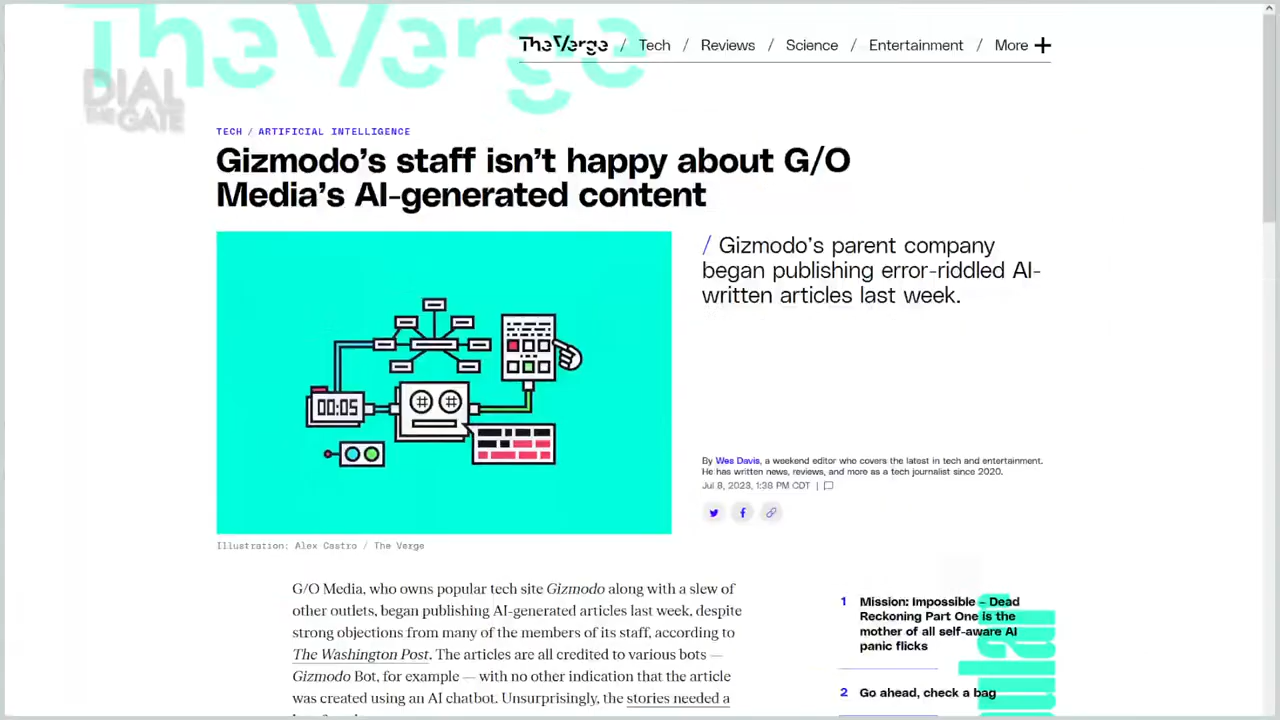 The Verge
DIAL
THE GATE
The Verge / Tech / Reviews / Science / Entertainment / More +
TECH / ARTIFICIAL INTELLIGENCE
Gizmodo's staff isn't happy about G/O
Media's AI-generated content
/ Gizmodo's parent company
began publishing error-riddled AI-
written articles last week.
00:05
By Wes Davis, a weekend editor who covers the latest in tech and entertainment.
He has written news, reviews, and more as a tech journalist since 2020.
Jul 8, 2023, 1:38 PM CDT |
Illustration: Alex Castro / The Verge
G/O Media, who owns popular tech site Gizmodo along with a slew of
other outlets, began publishing AI-generated articles last week, despite
strong objections from many of the members of its staff, according to
The Washington Post. The articles are all credited to various bots —
Gizmodo Bot, for example — with no other indication that the article
was created using an AI chatbot. Unsurprisingly, the stories needed a
1 Mission: Impossible – Dead
Reckoning Part One is the
mother of all self-aware AI
panic flicks
2 Go ahead, check a bag